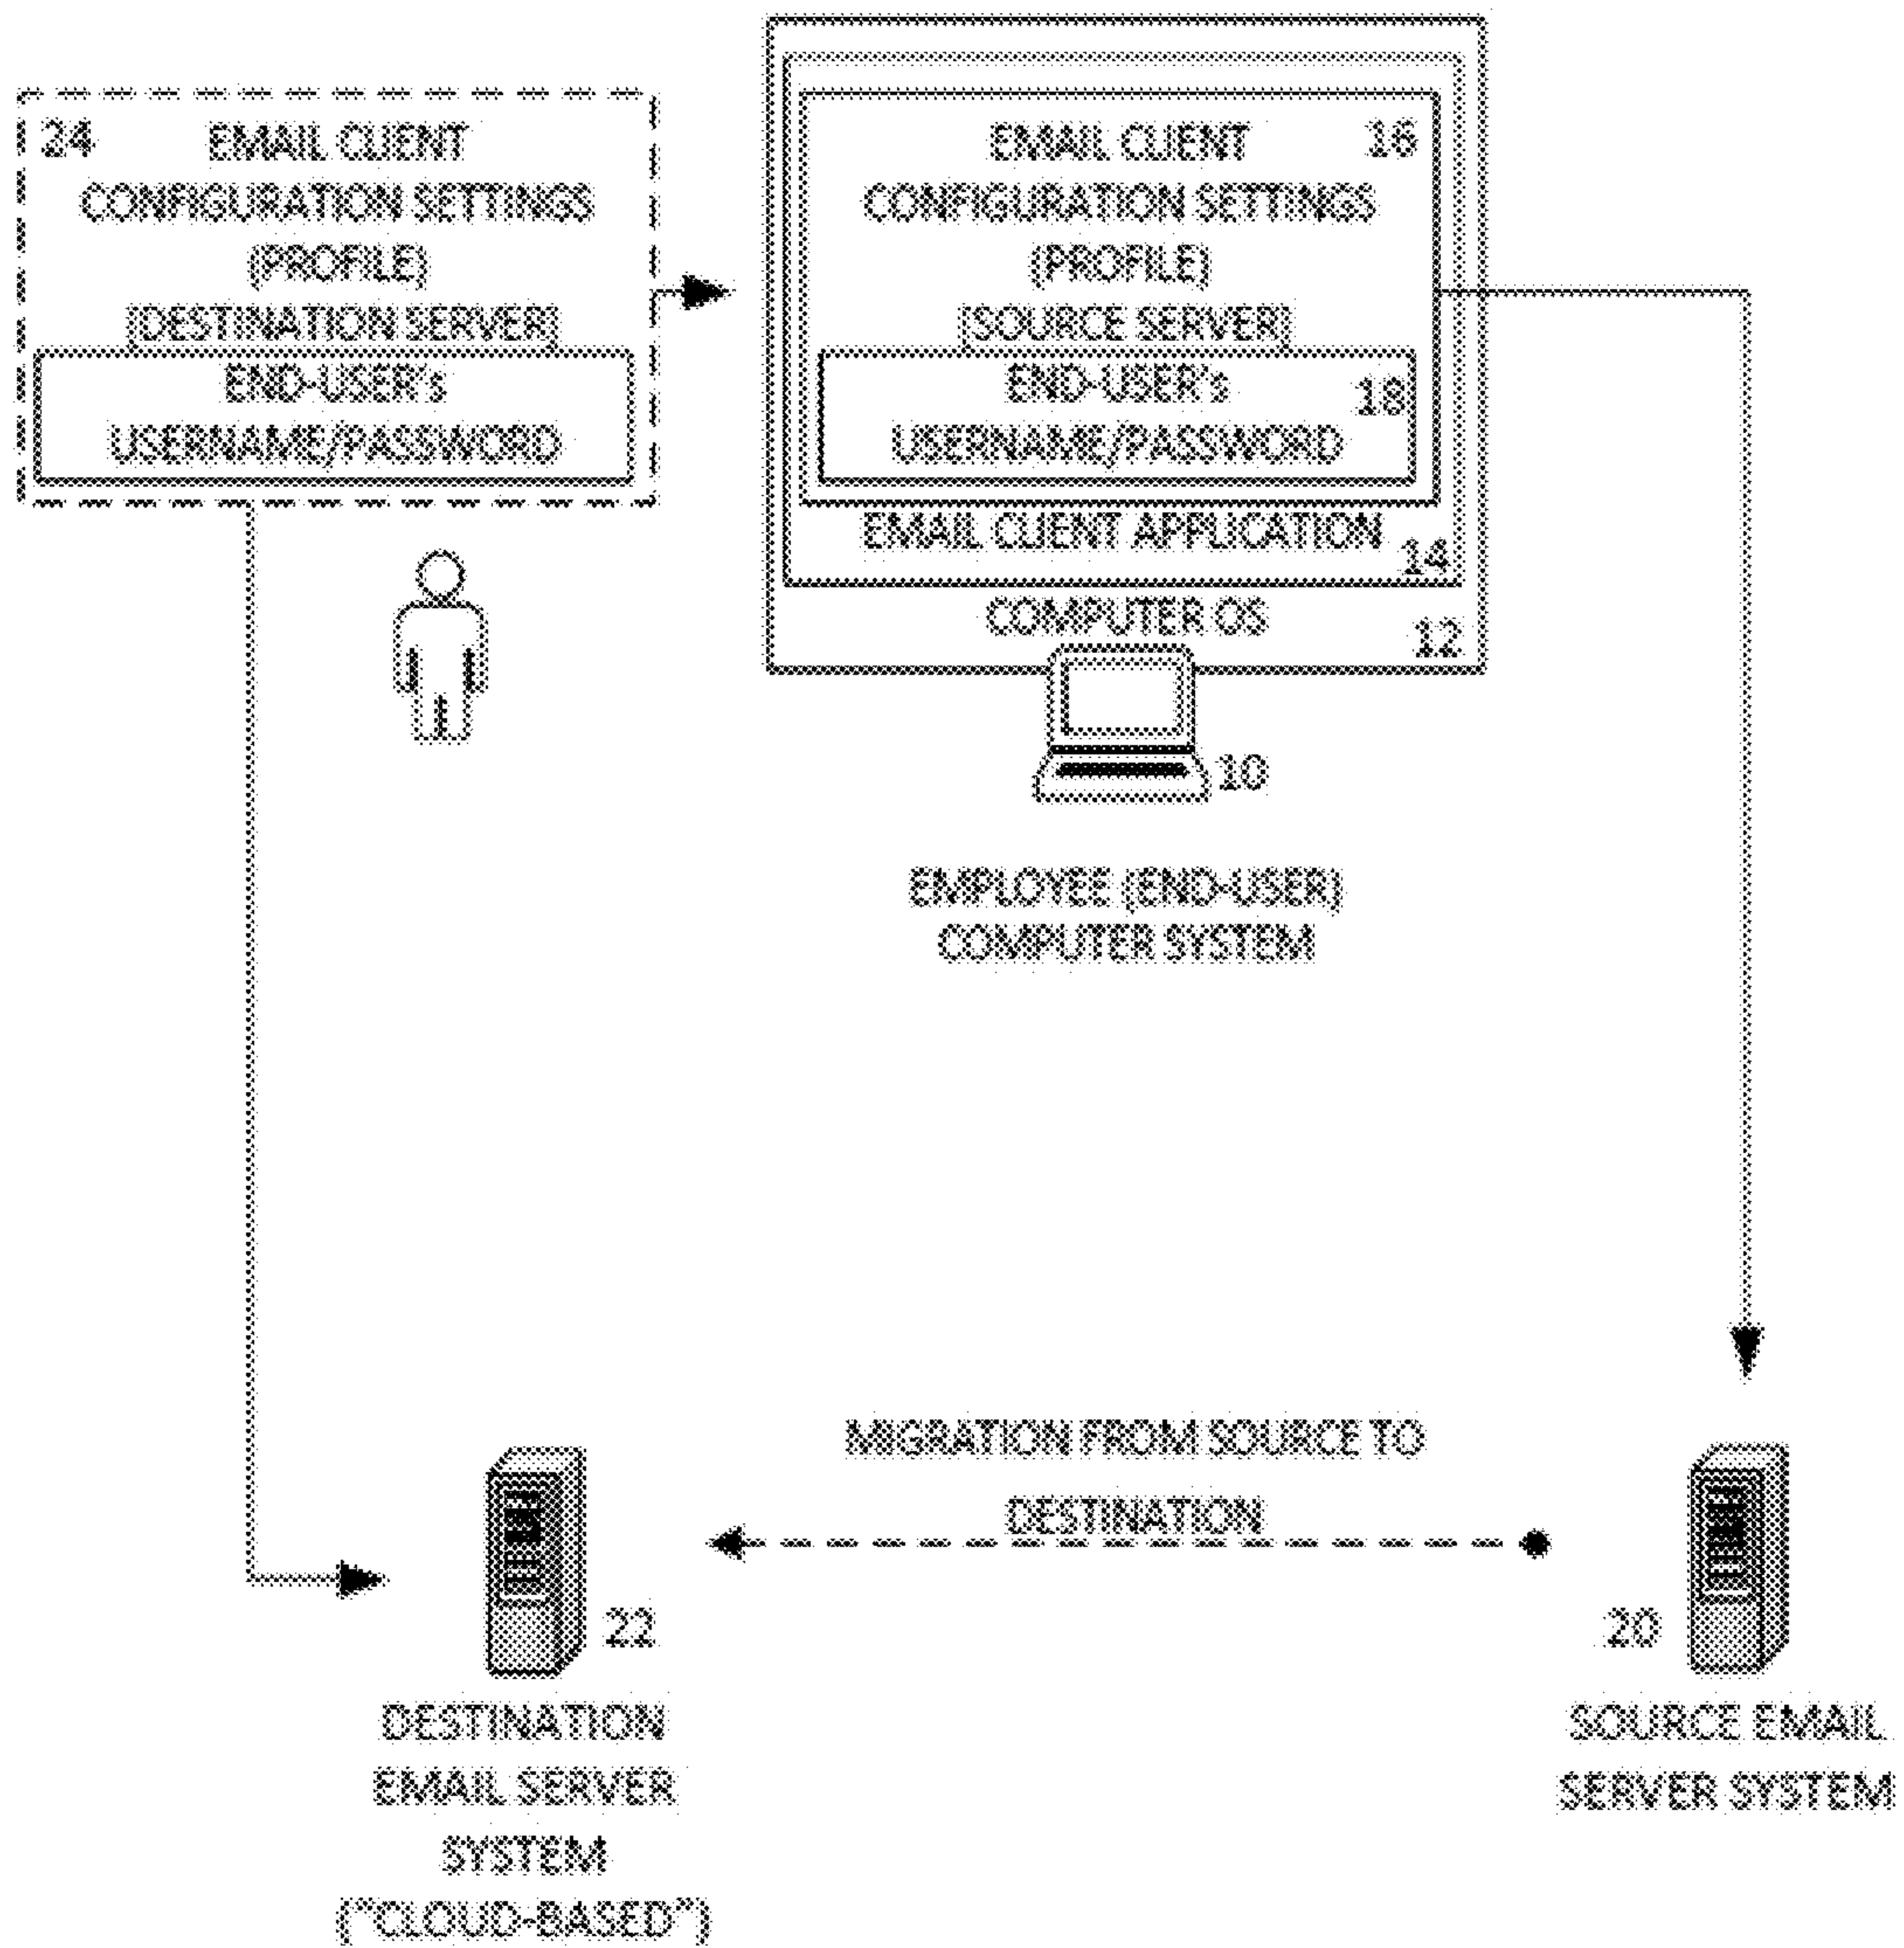 24 EMAIL CLIENT
CONFIGURATION SETTINGS
(PROFILE)
[DESTINATION SERVER]
END-USER's
USERNAME/PASSWORD
EMAIL CLIENT 16
CONFIGURATION SETTINGS
(PROFILE)
[SOURCE SERVER]
END-USER's 18
USERNAME/PASSWORD
EMAIL CLIENT APPLICATION
14
COMPUTER OS
12
10
EMPLOYEE (END-USER)
COMPUTER SYSTEM
MIGRATION FROM SOURCE TO
DESTINATION
22
DESTINATION
EMAIL SERVER
SYSTEM
("CLOUD-BASED")
20
SOURCE EMAIL
SERVER SYSTEM